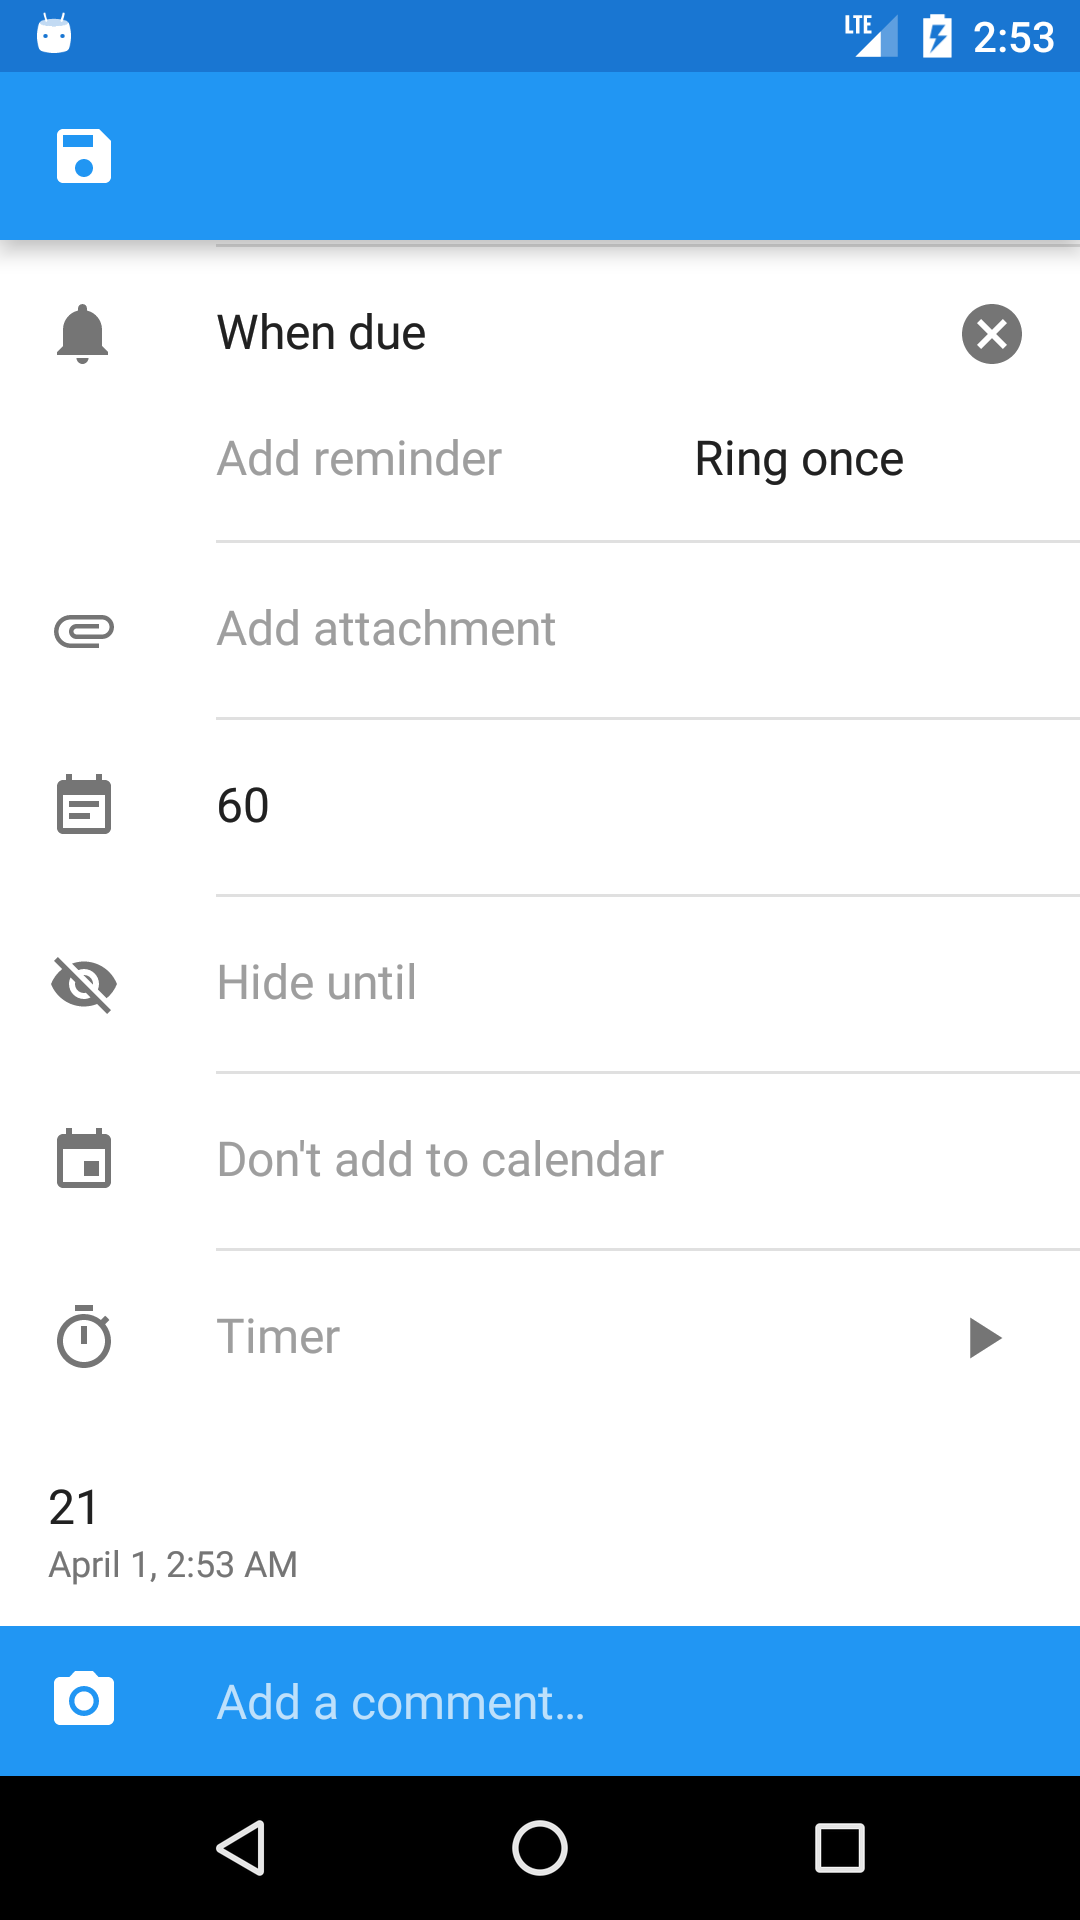 LTE 2:53
When due
Add reminder Ring once
Add attachment
60
Hide until
Don't add to calendar
Timer
21
April 1, 2:53 AM
Add a comment...